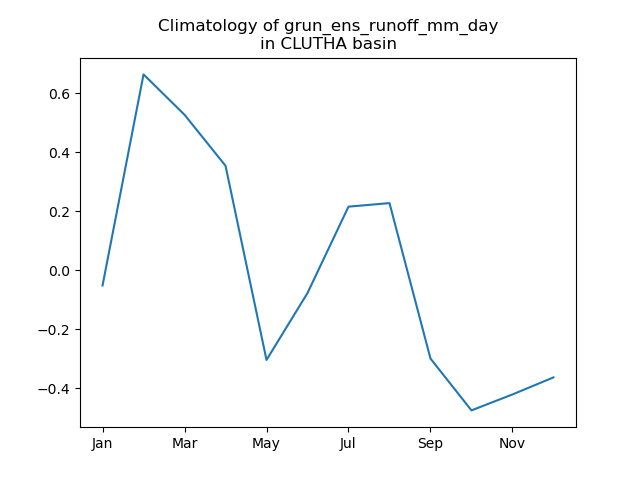 Climatology of grun_ens_runoff_mm_day
in CLUTHA basin
0.6
0.4
0.2
0.0
−0.2
−0.4
Jan Mar May Jul Sep Nov